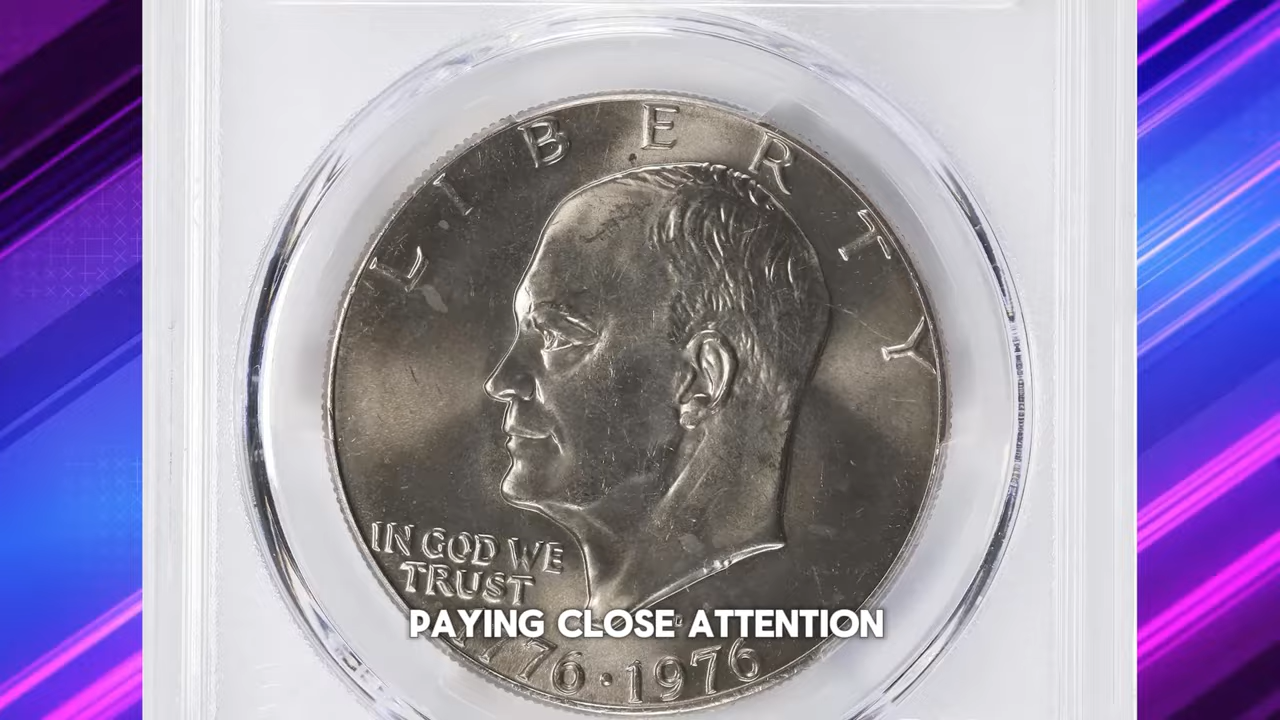 LIBERTY
IN GOD WE
TRUST
PAYING CLOSE ATTENTION
1776·1976